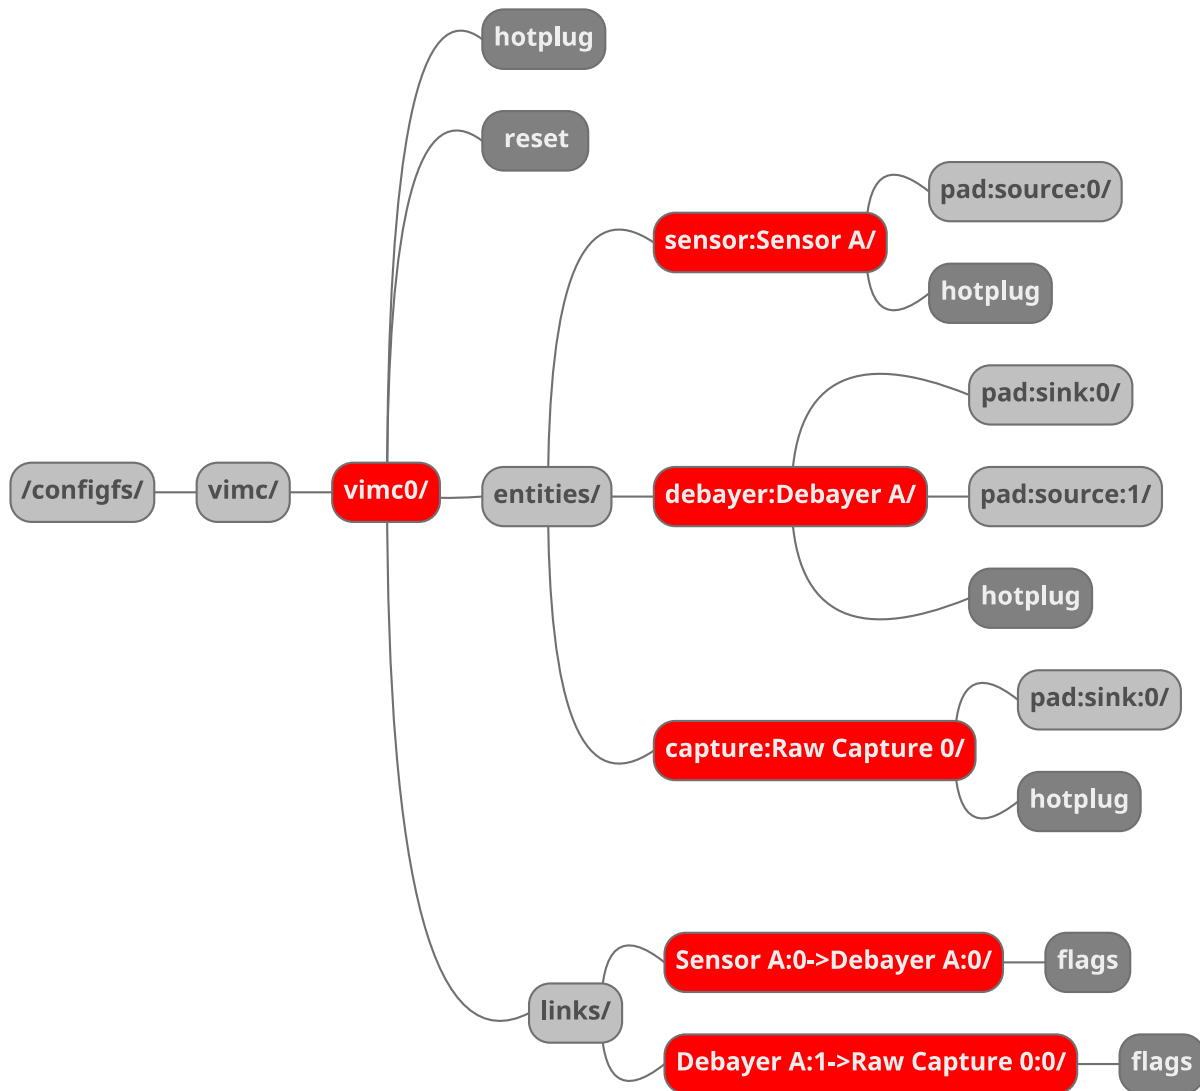 hotplug
reset
pad:source:0/
sensor:Sensor A/
hotplug
pad:sink:0/
/configfs/
vimc/
vimc0/
entities/
debayer:Debayer A/
pad:source:1/
hotplug
pad:sink:0/
capture:Raw Capture 0/
hotplug
Sensor A:0->Debayer A:0/
flags
links/
Debayer A:1->Raw Capture 0:0/
flags